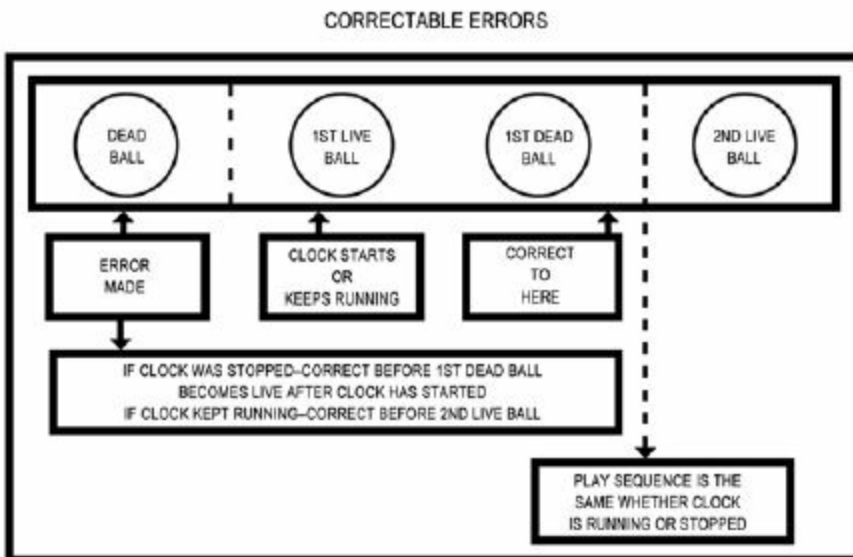 CORRECTABLE ERRORS
DEAD
BALL
1ST LIVE
BALL
1ST DEAD
BALL
2ND LIVE
BALL
ERROR
MADE
CLOCK STARTS
OR
KEEPS RUNNING
CORRECT
TO
HERE
IF CLOCK WAS STOPPED–CORRECT BEFORE 1ST DEAD BALL
BECOMES LIVE AFTER CLOCK HAS STARTED
IF CLOCK KEPT RUNNING–CORRECT BEFORE 2ND LIVE BALL
PLAY SEQUENCE IS THE
SAME WHETHER CLOCK
IS RUNNING OR STOPPED